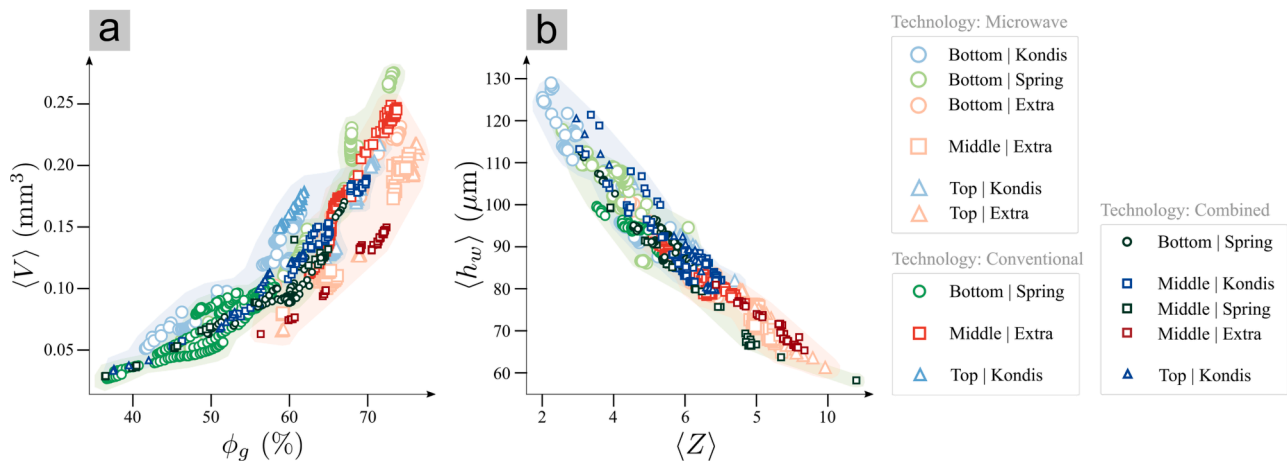 a
b
⟨V⟩ (mm³)
0.25
0.20
0.15
0.10
0.05
40 50 60 70
ϕg (%)
⟨hw⟩ (μm)
130
120
110
100
90
80
70
60
2 4 6 5 10
⟨Z⟩
Technology: Microwave
Bottom | Kondis
Bottom | Spring
Bottom | Extra
Middle | Extra
Top | Kondis
Top | Extra
Technology: Conventional
Bottom | Spring
Middle | Extra
Top | Kondis
Technology: Combined
Bottom | Spring
Middle | Kondis
Middle | Spring
Middle | Extra
Top | Kondis